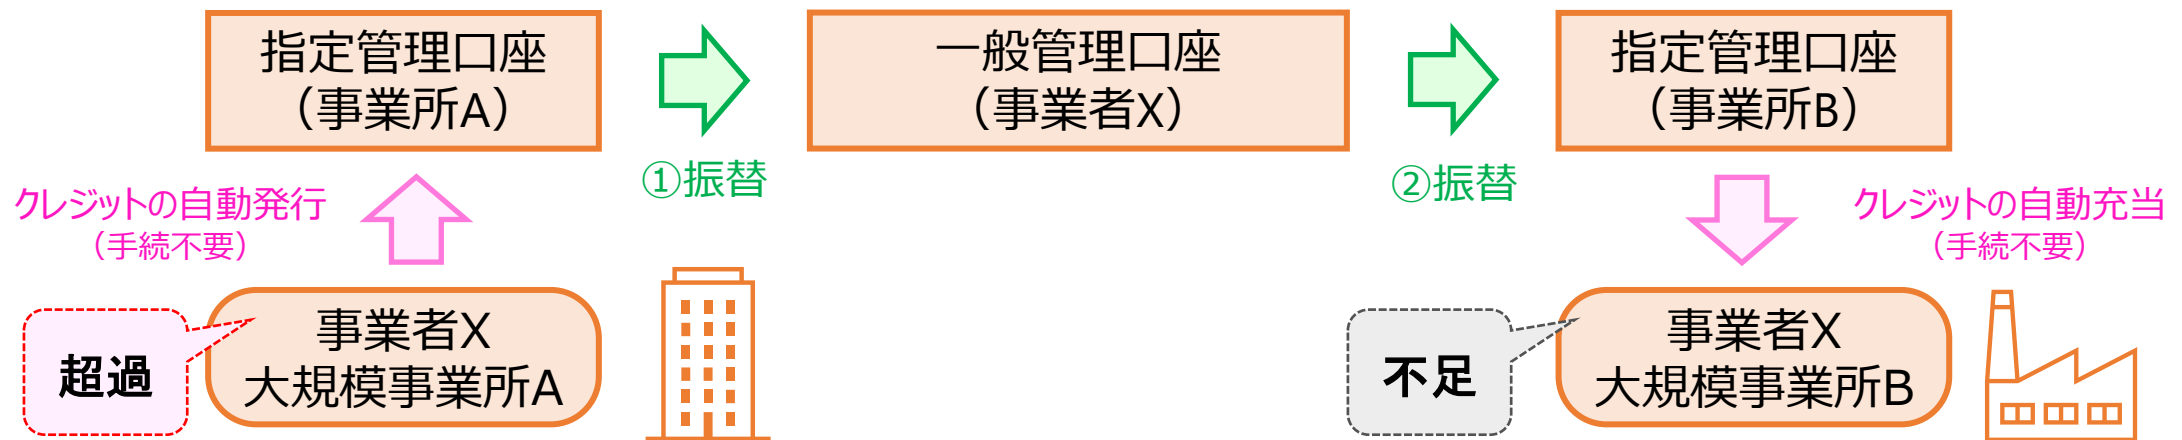 指定管理口座
（事業所A）
①振替
一般管理口座
（事業者X）
②振替
指定管理口座
（事業所B）
クレジットの自動発行
（手続不要）
クレジットの自動充当
（手続不要）
超過
事業者X
大規模事業所A
不足
事業者X
大規模事業所B